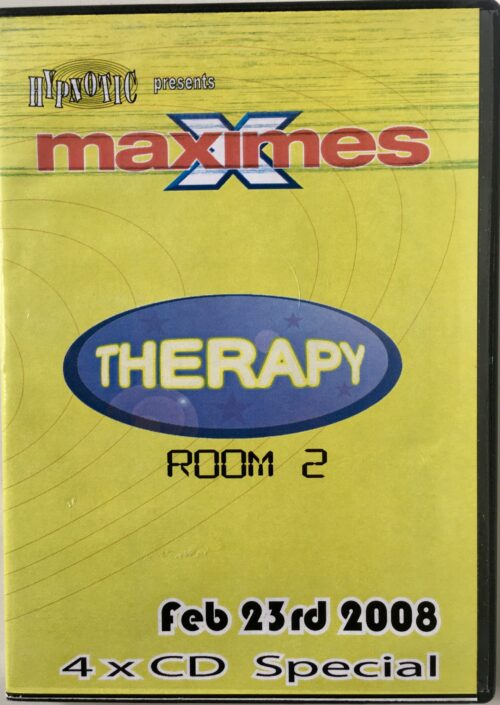 HYPNOTIC presents
maximes
X
THERAPY
ROOM 2
Feb 23rd 2008
4 x CD Special